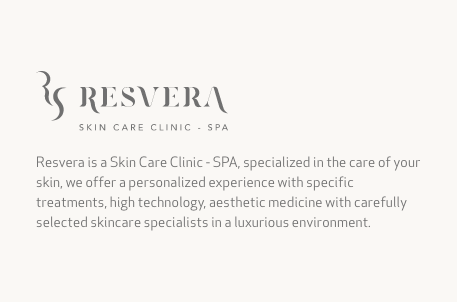 RESVERA
SKIN CARE CLINIC - SPA
Resvera is a Skin Care Clinic - SPA, specialized in the care of your
skin, we offer a personalized experience with specific
treatments, high technology, aesthetic medicine with carefully
selected skincare specialists in a luxurious environment.